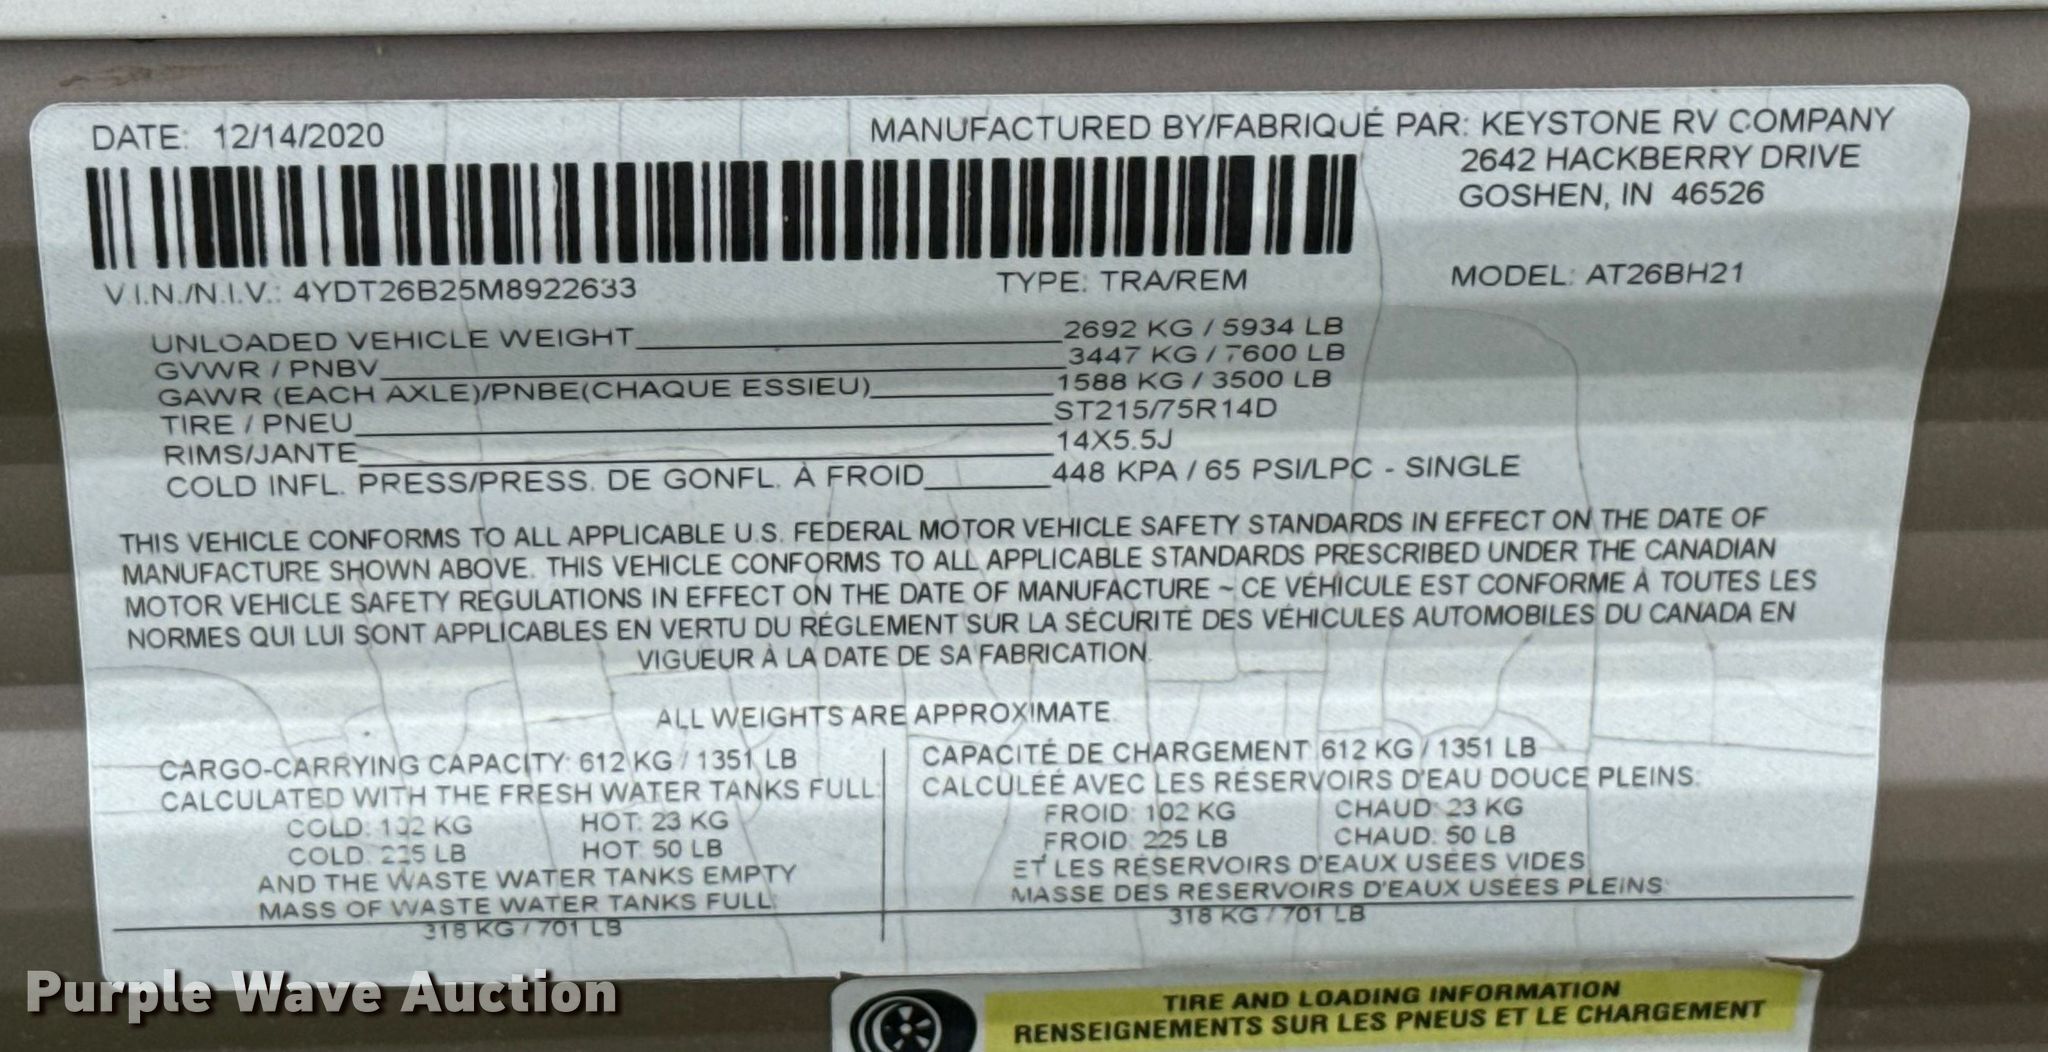 DATE: 12/14/2020
MANUFACTURED BY/FABRIQUÉ PAR: KEYSTONE RV COMPANY
2642 HACKBERRY DRIVE
GOSHEN, IN 46526
V.I.N./N.I.V.: 4YDT26B25M8922633
TYPE: TRA/REM
MODEL: AT26BH21
UNLOADED VEHICLE WEIGHT 2692 KG / 5934 LB
GVWR / PNBV 3447 KG / 7600 LB
GAWR (EACH AXLE)/PNBE(CHAQUE ESSIEU) 1588 KG / 3500 LB
TIRE / PNEU ST215/75R14D
RIMS/JANTE 14X5.5J
COLD INFL. PRESS/PRESS. DE GONFL. À FROID 448 KPA / 65 PSI/LPC - SINGLE
THIS VEHICLE CONFORMS TO ALL APPLICABLE U.S. FEDERAL MOTOR VEHICLE SAFETY STANDARDS IN EFFECT ON THE DATE OF
MANUFACTURE SHOWN ABOVE. THIS VEHICLE CONFORMS TO ALL APPLICABLE STANDARDS PRESCRIBED UNDER THE CANADIAN
MOTOR VEHICLE SAFETY REGULATIONS IN EFFECT ON THE DATE OF MANUFACTURE ~ CE VÉHICULE EST CONFORME À TOUTES LES
NORMES QUI LUI SONT APPLICABLES EN VERTU DU RÉGLEMENT SUR LA SÉCURITÉ DES VÉHICULES AUTOMOBILES DU CANADA EN
VIGUEUR À LA DATE DE SA FABRICATION.
ALL WEIGHTS ARE APPROXIMATE.
CARGO-CARRYING CAPACITY: 612 KG / 1351 LB
CALCULATED WITH THE FRESH WATER TANKS FULL:
COLD: 102 KG HOT: 23 KG
COLD: 225 LB HOT: 50 LB
AND THE WASTE WATER TANKS EMPTY
MASS OF WASTE WATER TANKS FULL:
318 KG / 701 LB
CAPACITÉ DE CHARGEMENT: 612 KG / 1351 LB
CALCULÉE AVEC LES RÉSERVOIRS D'EAU DOUCE PLEINS:
FROID: 102 KG CHAUD: 23 KG
FROID: 225 LB CHAUD: 50 LB
ET LES RÉSERVOIRS D'EAUX USÉES VIDES
MASSE DES RÉSERVOIRS D'EAUX USÉES PLEINS:
318 KG / 701 LB
TIRE AND LOADING INFORMATION
RENSEIGNEMENTS SUR LES PNEUS ET LE CHARGEMENT
Purple Wave Auction